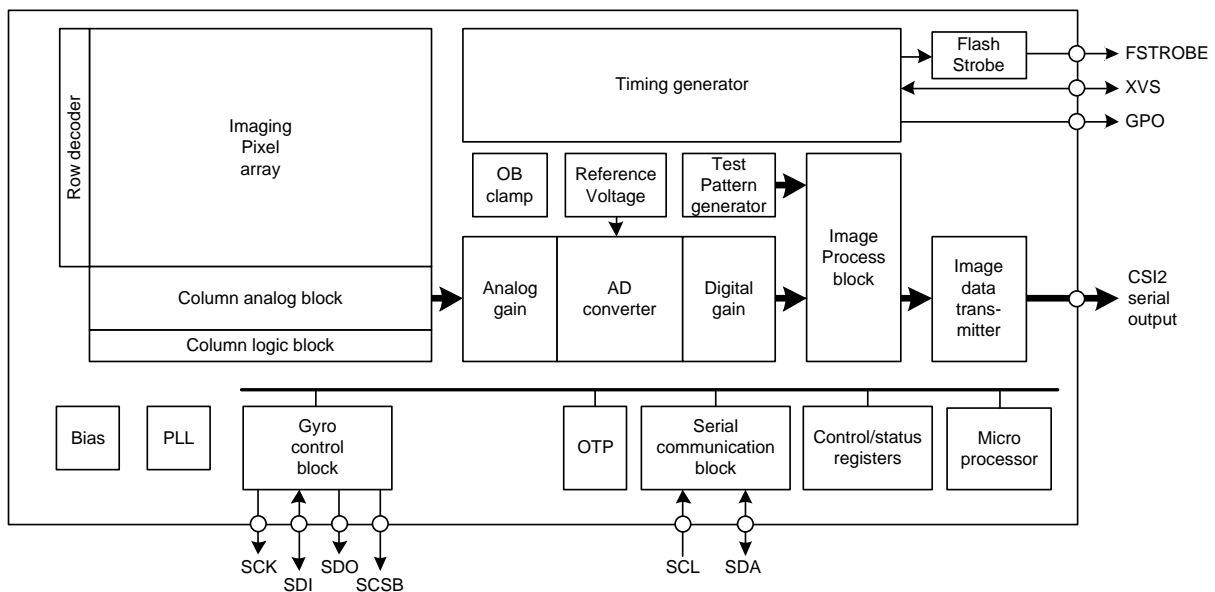 Row decoder
Imaging
Pixel
array
Column analog block
Column logic block
Timing generator
Flash
Strobe
FSTROBE
XVS
GPO
OB
clamp
Reference
Voltage
Test
Pattern
generator
Analog
gain
AD
converter
Digital
gain
Image
Process
block
Image
data
trans-
mitter
CSI2
serial
output
Bias
PLL
Gyro
control
block
OTP
Serial
communication
block
Control/status
registers
Micro
processor
SCK
SDI
SDO
SCSB
SCL
SDA